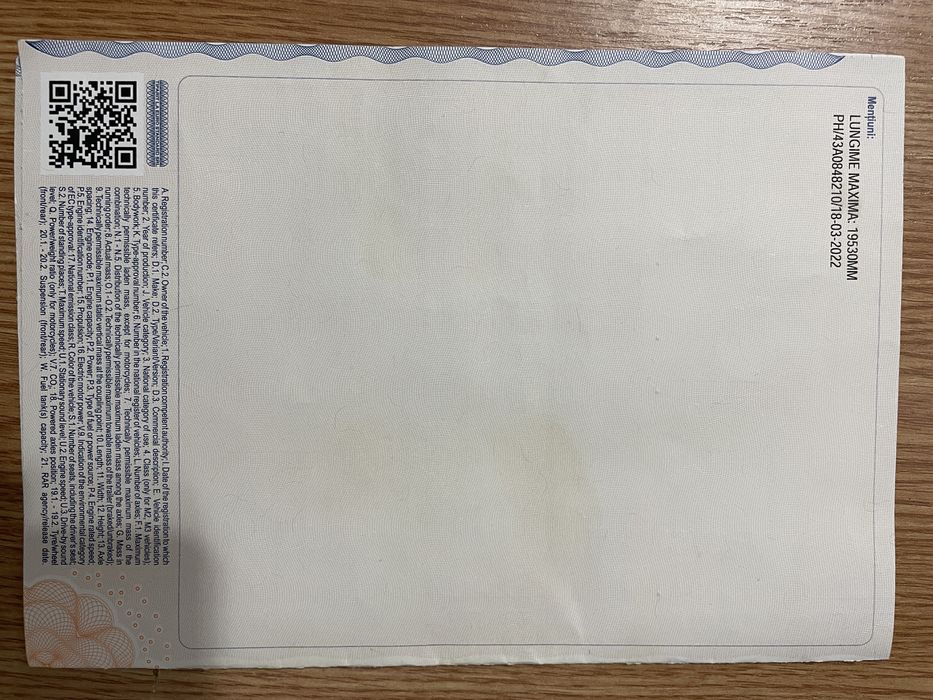 Mențiuni:
LUNGIME MAXIMA: 19530MM
PH/43A0848210/18-03-2022
A. Registration number; C.2. Owner of the vehicle; 1. Registration competent authority; I. Date of the registration to which
this certificate refers; D.1. Make; D.2. Type/Variant/Version; D.3. Commercial description; E. Vehicle identification
number; 2. Year of production; J. Vehicle category; 3. National category of use; 4. Class (only for M2, M3 vehicles);
5. Bodywork; K. Type-approval number; 6. Number in the national register of vehicles; L. Number of axles; F.1. Maximum
technically permissible laden mass, except for motorcycles; 7. Technically permissible maximum mass of the
combination; N.1 - N.5. Distribution of the technically permissible maximum laden mass among the axles; G. Mass in
running order; 8. Actual mass; O.1 - O.2. Technically permissible maximum towable mass of the trailer (braked/unbraked);
9. Technically permissible maximum static vertical mass at the coupling point; 10. Length; 11. Width; 12. Height; 13. Axle
spacing; 14. Engine code; P.1. Engine capacity; P.2. Power; P.3. Type of fuel or power source; P.4. Engine rated speed;
P.5. Engine identification number; 15. Propulsion; 16. Electric motor power; V.9. Indication of the environmental category
of EC type-approval; 17. National emission class; R. Color of the vehicle; S.1. Number of seats, including the driver's seat;
S.2. Number of standing places; T. Maximum speed; U.1. Stationary sound level; U.2. Engine speed; U.3. Drive-by sound
level; Q. Power/weight ratio (only for motorcycles); V.7. CO₂; 18. Powered axles position; 19.1. - 19.2. Tyre/wheel
(front/rear); 20.1. - 20.2. Suspension (front/rear); W. Fuel tank(s) capacity; 21. RAR agency/release date.